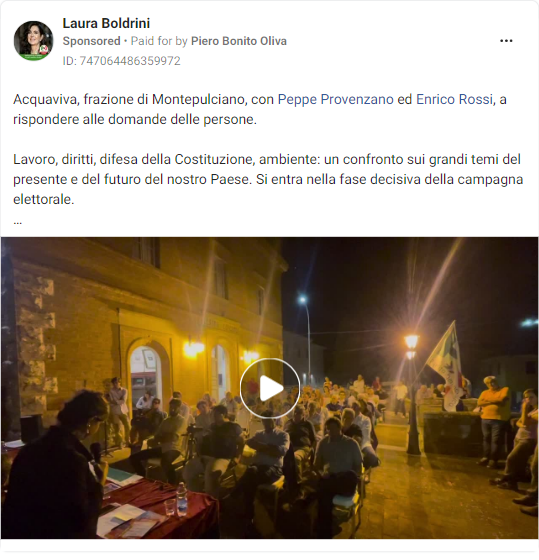 Laura Boldrini
Sponsored • Paid for by Piero Bonito Oliva
ID: 747064486359972
Acquaviva, frazione di Montepulciano, con Peppe Provenzano ed Enrico Rossi, a
rispondere alle domande delle persone.
Lavoro, diritti, difesa della Costituzione, ambiente: un confronto sui grandi temi del
presente e del futuro del nostro Paese. Si entra nella fase decisiva della campagna
elettorale.
...